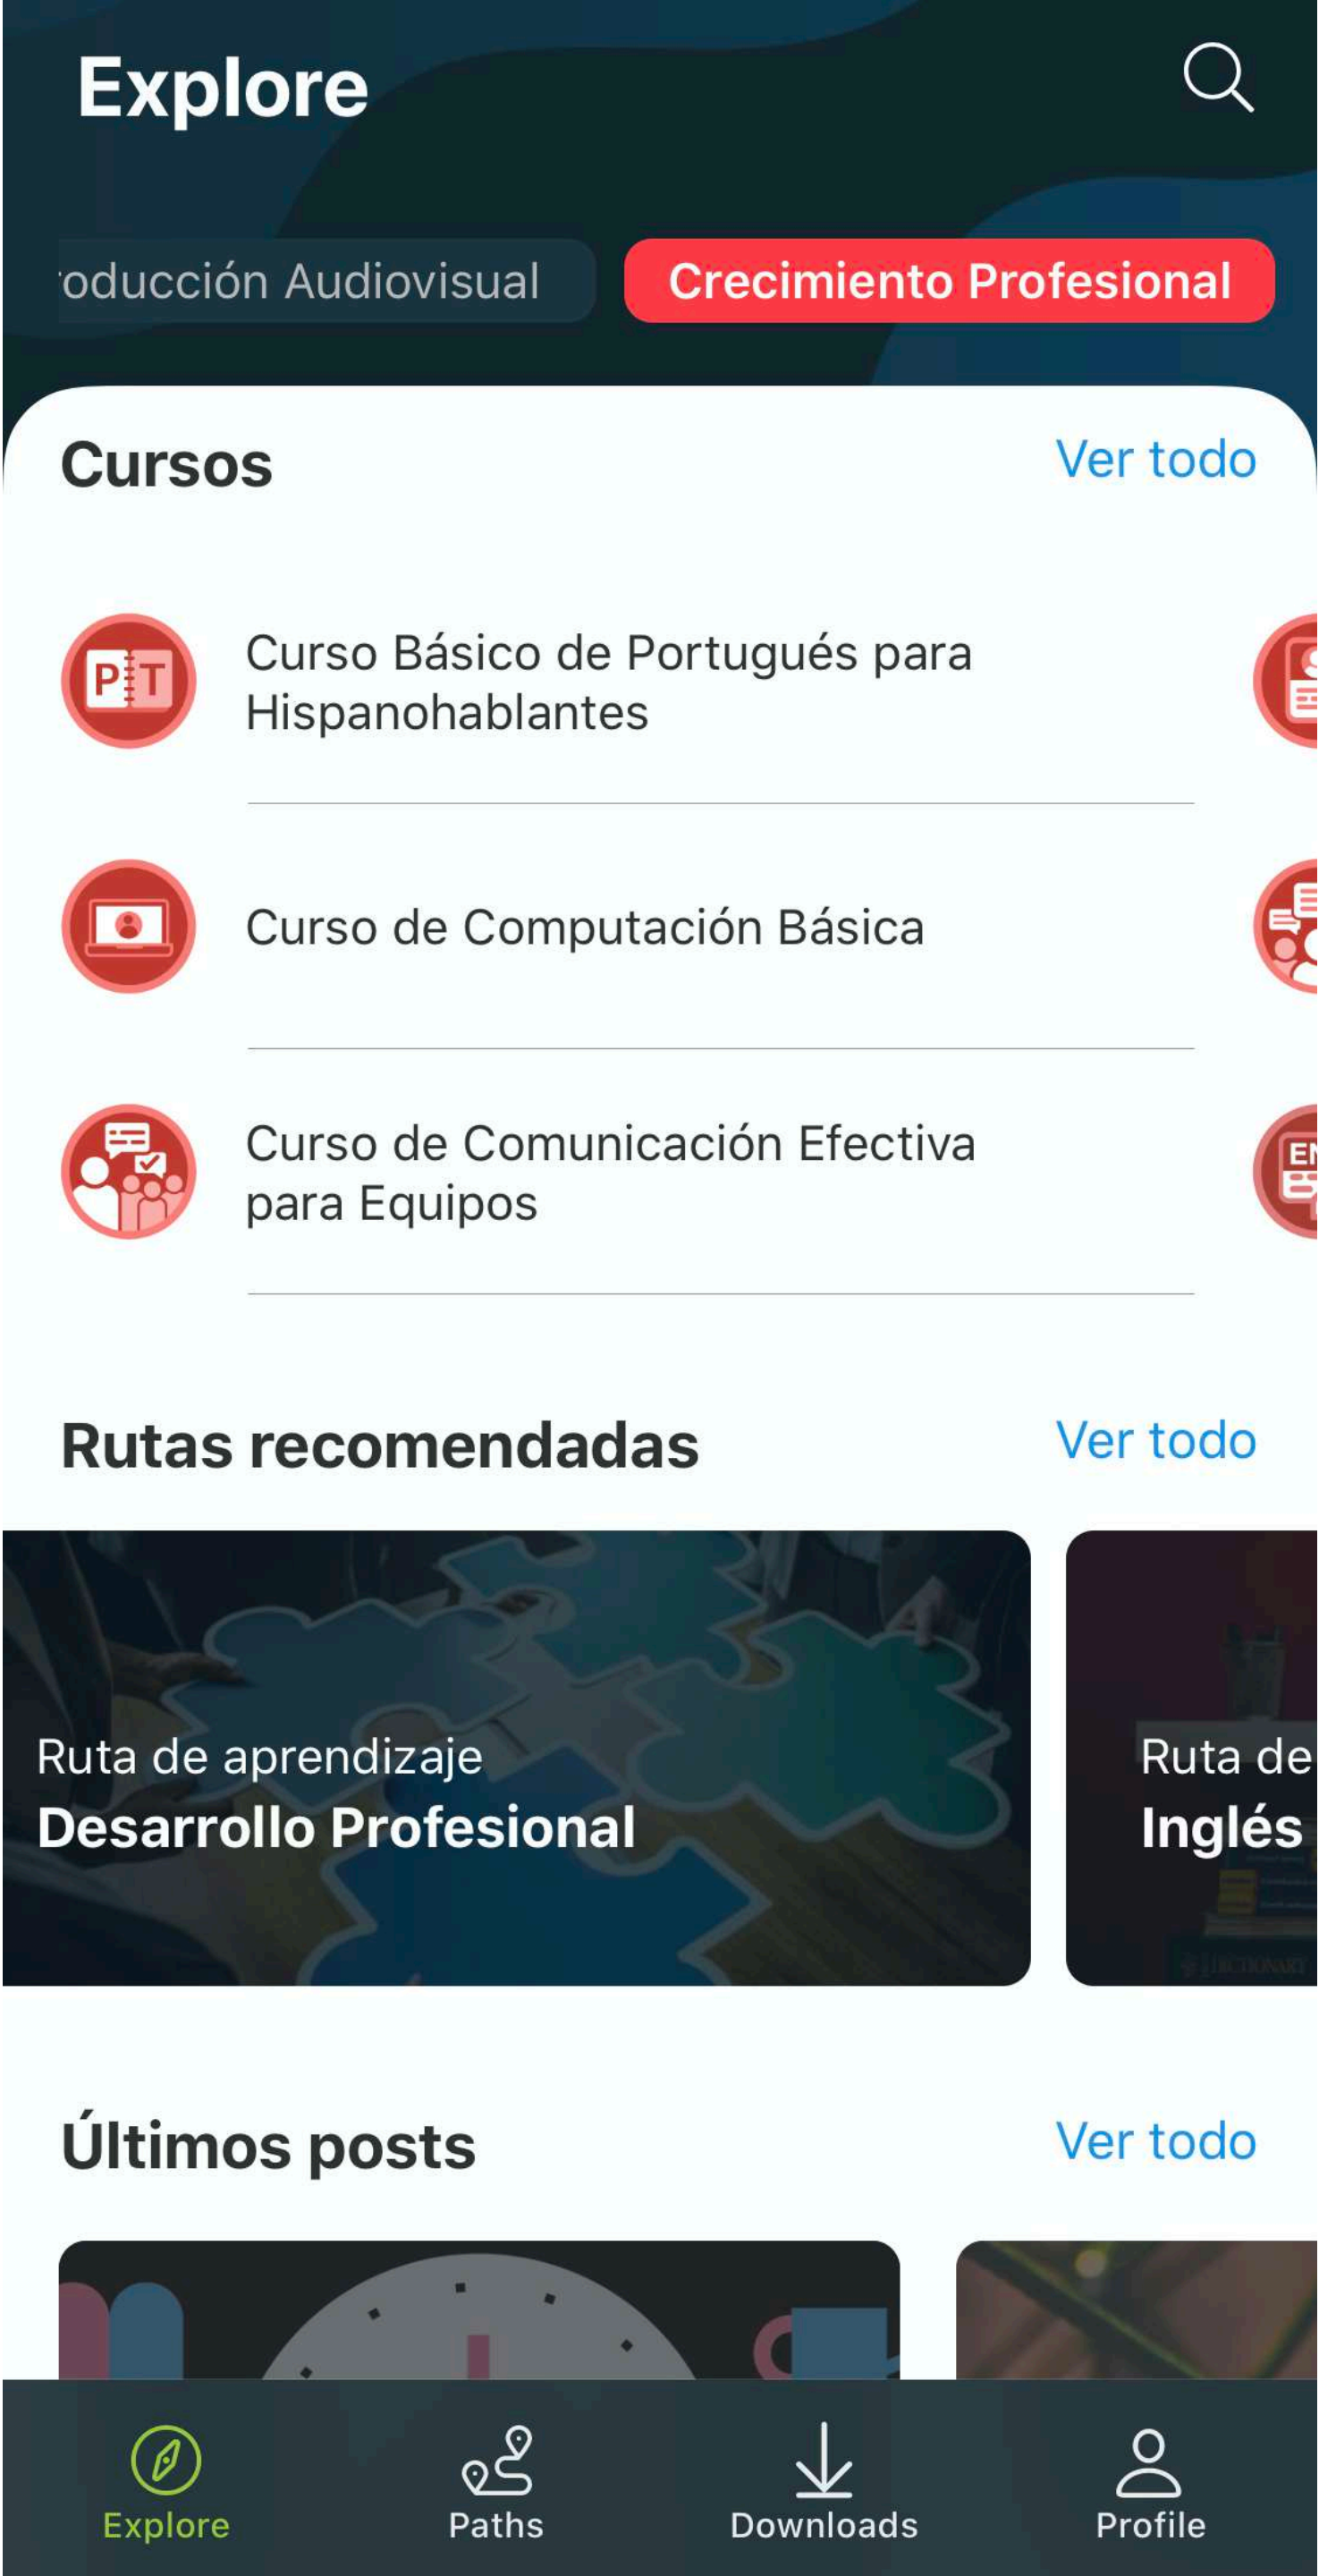 Explore
oducción Audiovisual
Crecimiento Profesional
Cursos
Ver todo
P T
Curso Básico de Portugués para
Hispanohablantes
Curso de Computación Básica
Curso de Comunicación Efectiva
para Equipos
EN
Rutas recomendadas
Ver todo
Ruta de aprendizaje
Desarrollo Profesional
Ruta de
Inglés
DICTIONARY
Últimos posts
Ver todo
Explore
Paths
Downloads
Profile